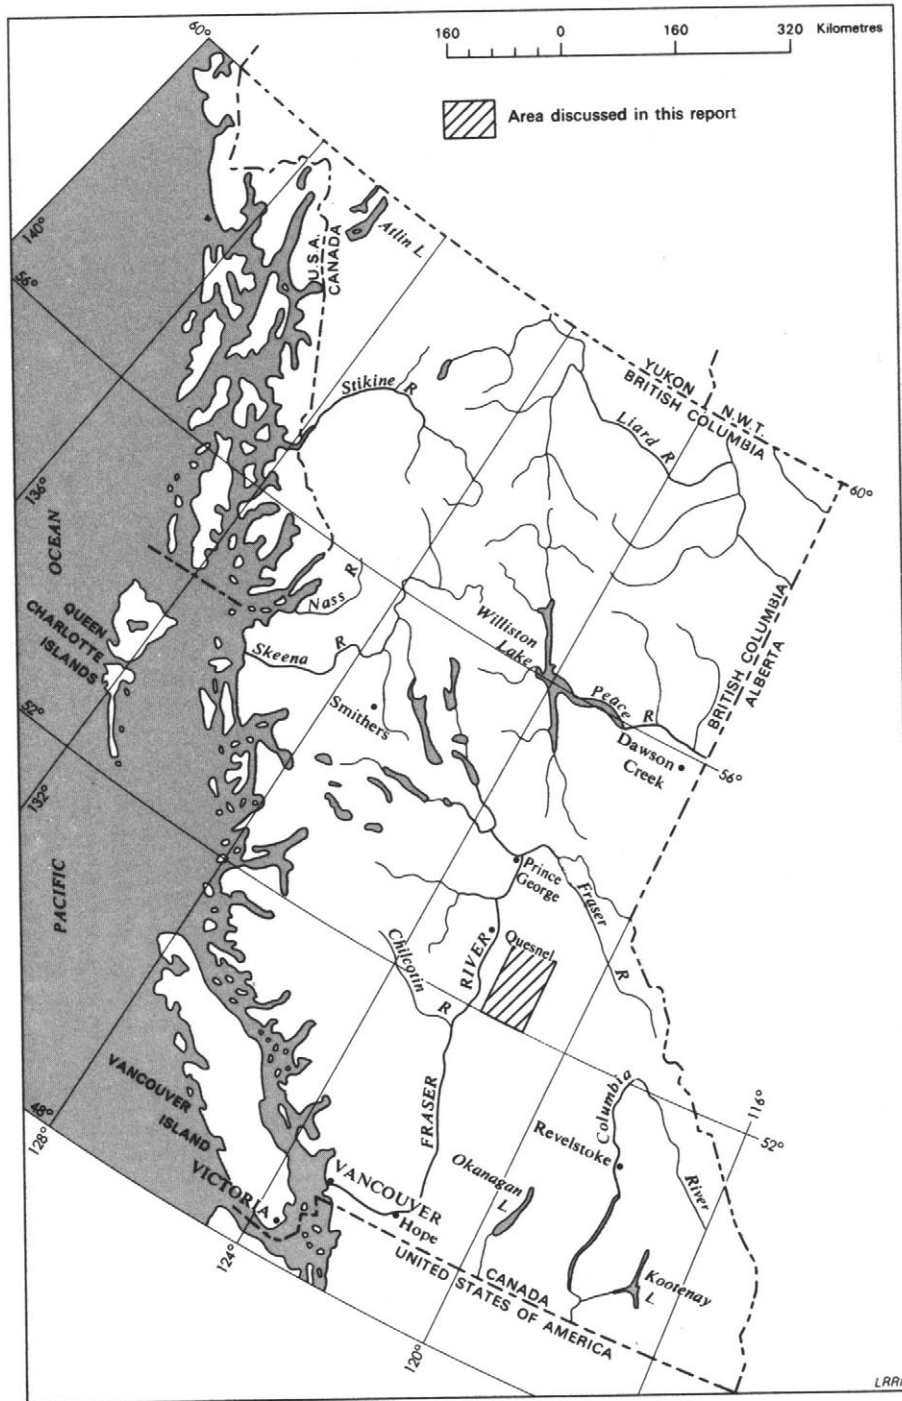 160 0 160 320 Kilometres
Area discussed in this report
60°
140°
56°
U.S.A.
CANADA
Atlin L
YUKON N.W.T.
BRITISH COLUMBIA
Stikine R
Liard R
60°
136°
OCEAN
QUEEN
CHARLOTTE
ISLANDS
Nass R
Skeena R
Smithers
Williston
Lake
Peace R
BRITISH COLUMBIA
ALBERTA
Dawson
Creek
56°
52°
132°
PACIFIC
Prince
George
Fraser R
Quesnel
Chilcotin R
FRASER RIVER
VANCOUVER
ISLAND
48°
128°
VICTORIA
VANCOUVER
Hope
Okanagan
L
Revelstoke
Columbia River
116°
52°
Kootenay
L
CANADA
UNITED STATES OF AMERICA
124°
120°